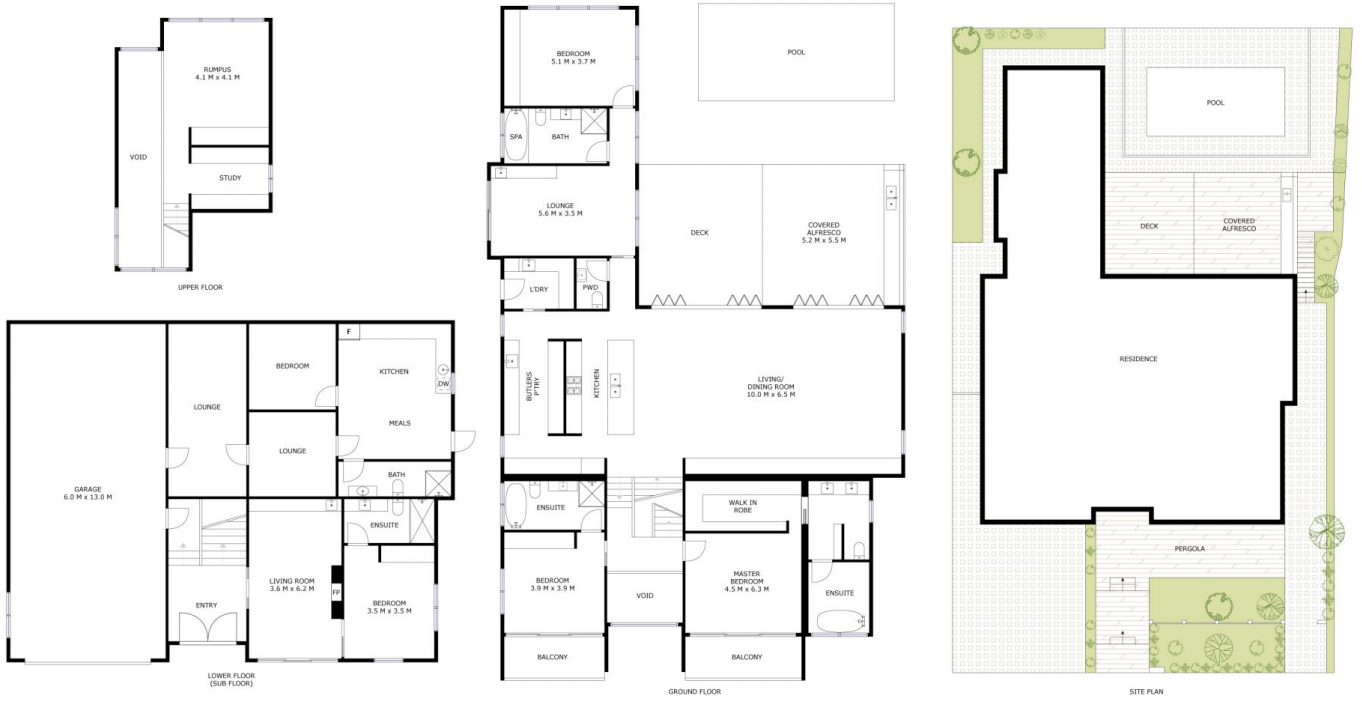 RUMPUS
4.1 M x 4.1 M
VOID
STUDY
UPPER FLOOR
F
BEDROOM
KITCHEN
DW
LOUNGE
MEALS
LOUNGE
BATH
GARAGE
6.0 M x 13.0 M
ENSUITE
LIVING ROOM
3.6 M x 6.2 M
FP
ENTRY
BEDROOM
3.5 M x 3.5 M
LOWER FLOOR
(SUB FLOOR)
BEDROOM
5.1 M x 3.7 M
POOL
SPA
BATH
LOUNGE
5.6 M x 3.5 M
DECK
COVERED
ALFRESCO
5.2 M x 5.5 M
L'DRY
PWD
BUTLERS
P'TRY
KITCHEN
LIVING/
DINING ROOM
10.0 M x 6.5 M
ENSUITE
WALK IN
ROBE
BEDROOM
3.9 M x 3.9 M
VOID
MASTER
BEDROOM
4.5 M x 6.3 M
ENSUITE
BALCONY
BALCONY
GROUND FLOOR
POOL
DECK
COVERED
ALFRESCO
RESIDENCE
PERGOLA
SITE PLAN